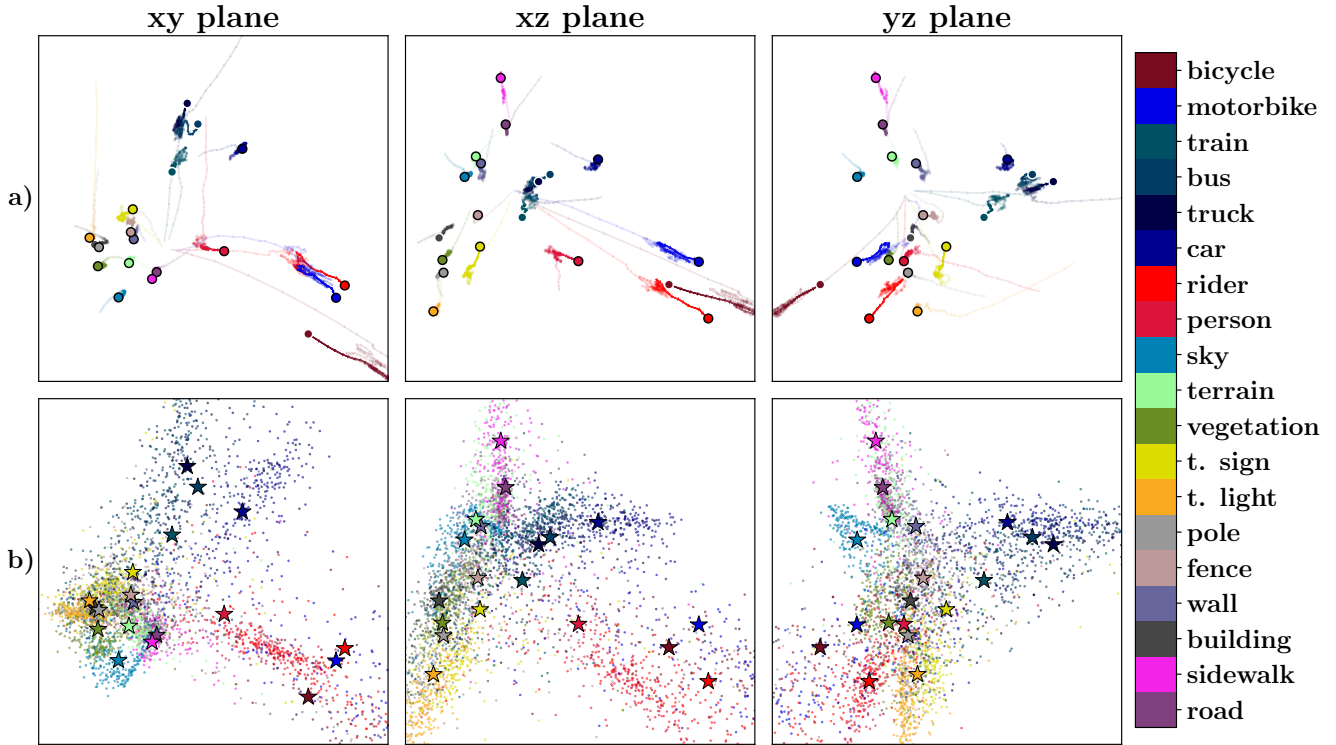 xy plane
xz plane
yz plane
a)
b)
bicycle
motorbike
train
bus
truck
car
rider
person
sky
terrain
vegetation
t. sign
t. light
pole
fence
wall
building
sidewalk
road